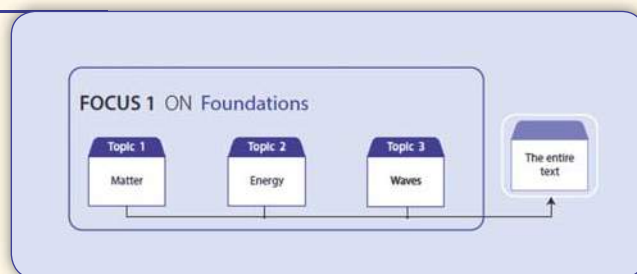 FOCUS 1 ON Foundations
Topic 1
Topic 2
Topic 3
Matter
Energy
Waves
The entire
text